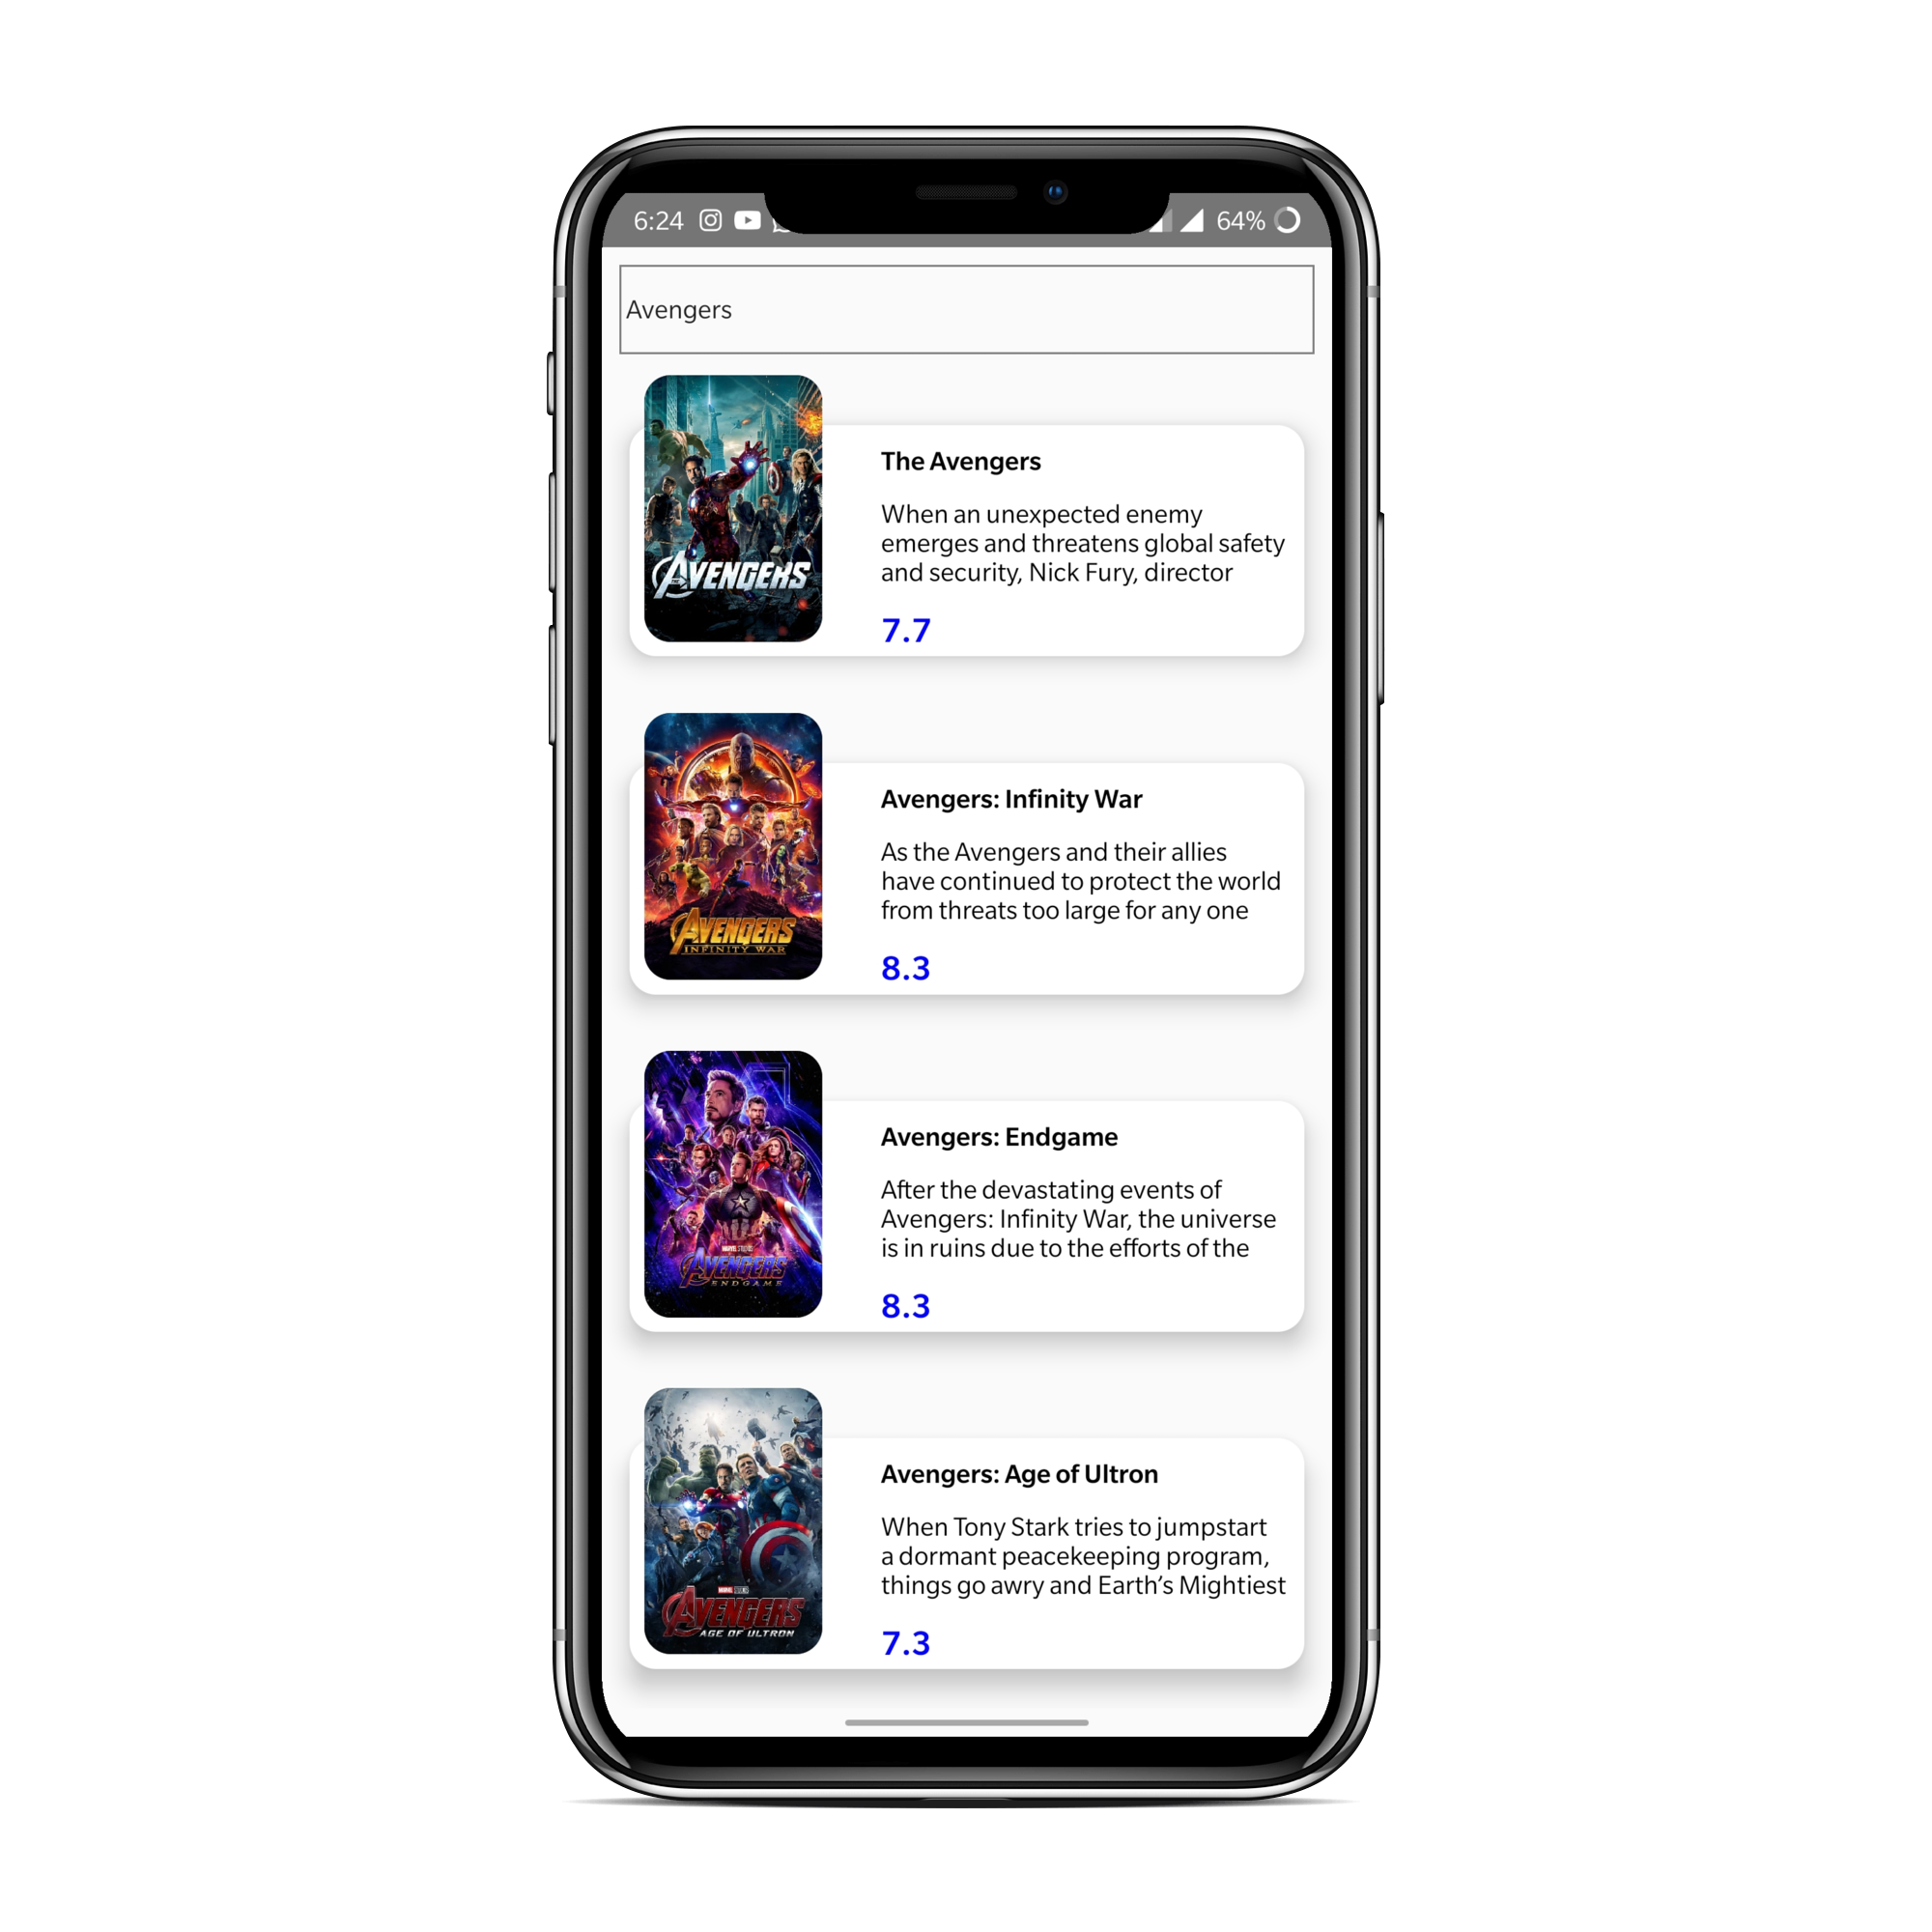 6:24 64%
Avengers
AVENGERS
The Avengers
When an unexpected enemy
emerges and threatens global safety
and security, Nick Fury, director
7.7
AVENGERS
INFINITY WAR
Avengers: Infinity War
As the Avengers and their allies
have continued to protect the world
from threats too large for any one
8.3
MARVEL STUDIOS
AVENGERS
ENDGAME
Avengers: Endgame
After the devastating events of
Avengers: Infinity War, the universe
is in ruins due to the efforts of the
8.3
MARVEL STUDIOS
AVENGERS
AGE OF ULTRON
Avengers: Age of Ultron
When Tony Stark tries to jumpstart
a dormant peacekeeping program,
things go awry and Earth’s Mightiest
7.3